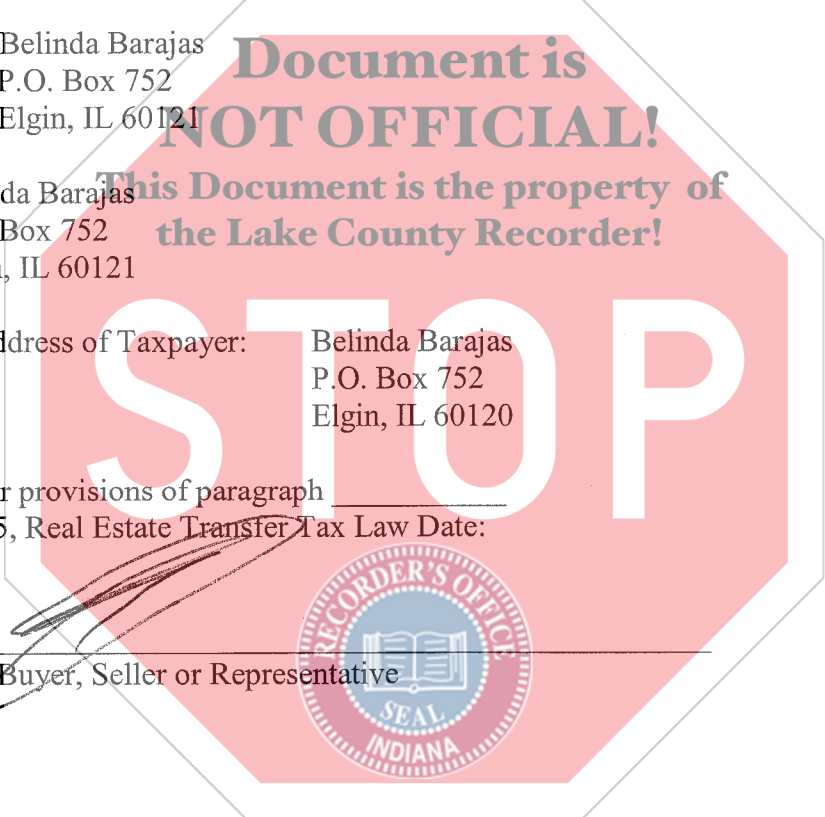 Belinda Barajas
P.O. Box 752
Elgin, IL 60121
Document is
NOT OFFICIAL!
This Document is the property of
the Lake County Recorder!
da Barajas
Box 752
, IL 60121
ddress of Taxpayer: Belinda Barajas
P.O. Box 752
Elgin, IL 60120
STOP
r provisions of paragraph
5, Real Estate Transfer Tax Law Date:
Buyer, Seller or Representative
RECORDER'S OFFICE
SEAL
INDIANA